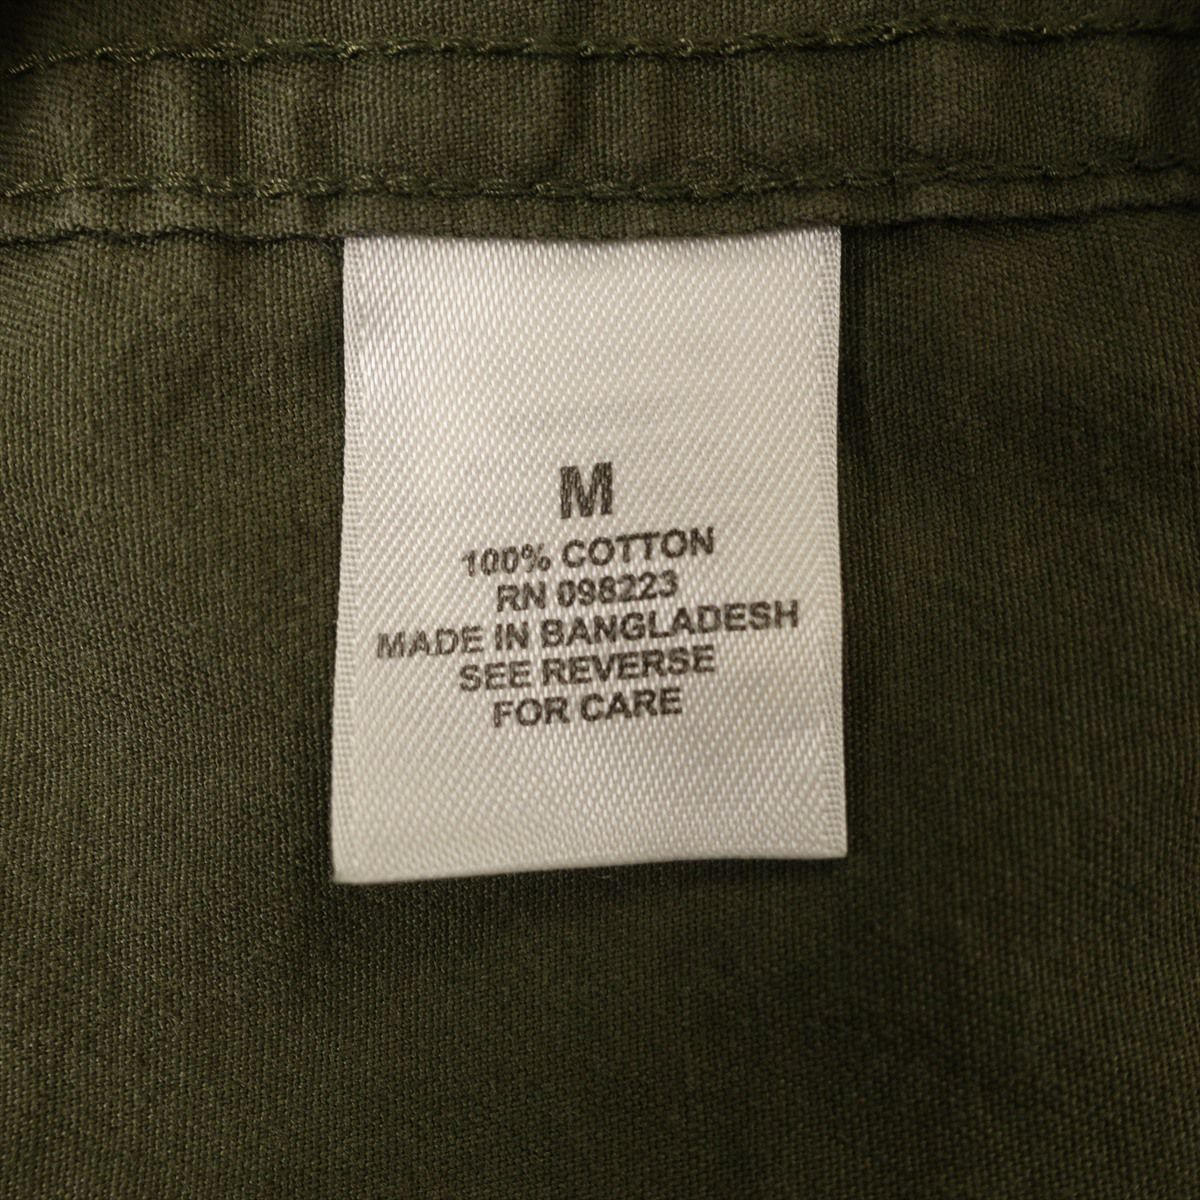 M
100% COTTON
RN 098223
MADE IN BANGLADESH
SEE REVERSE
FOR CARE